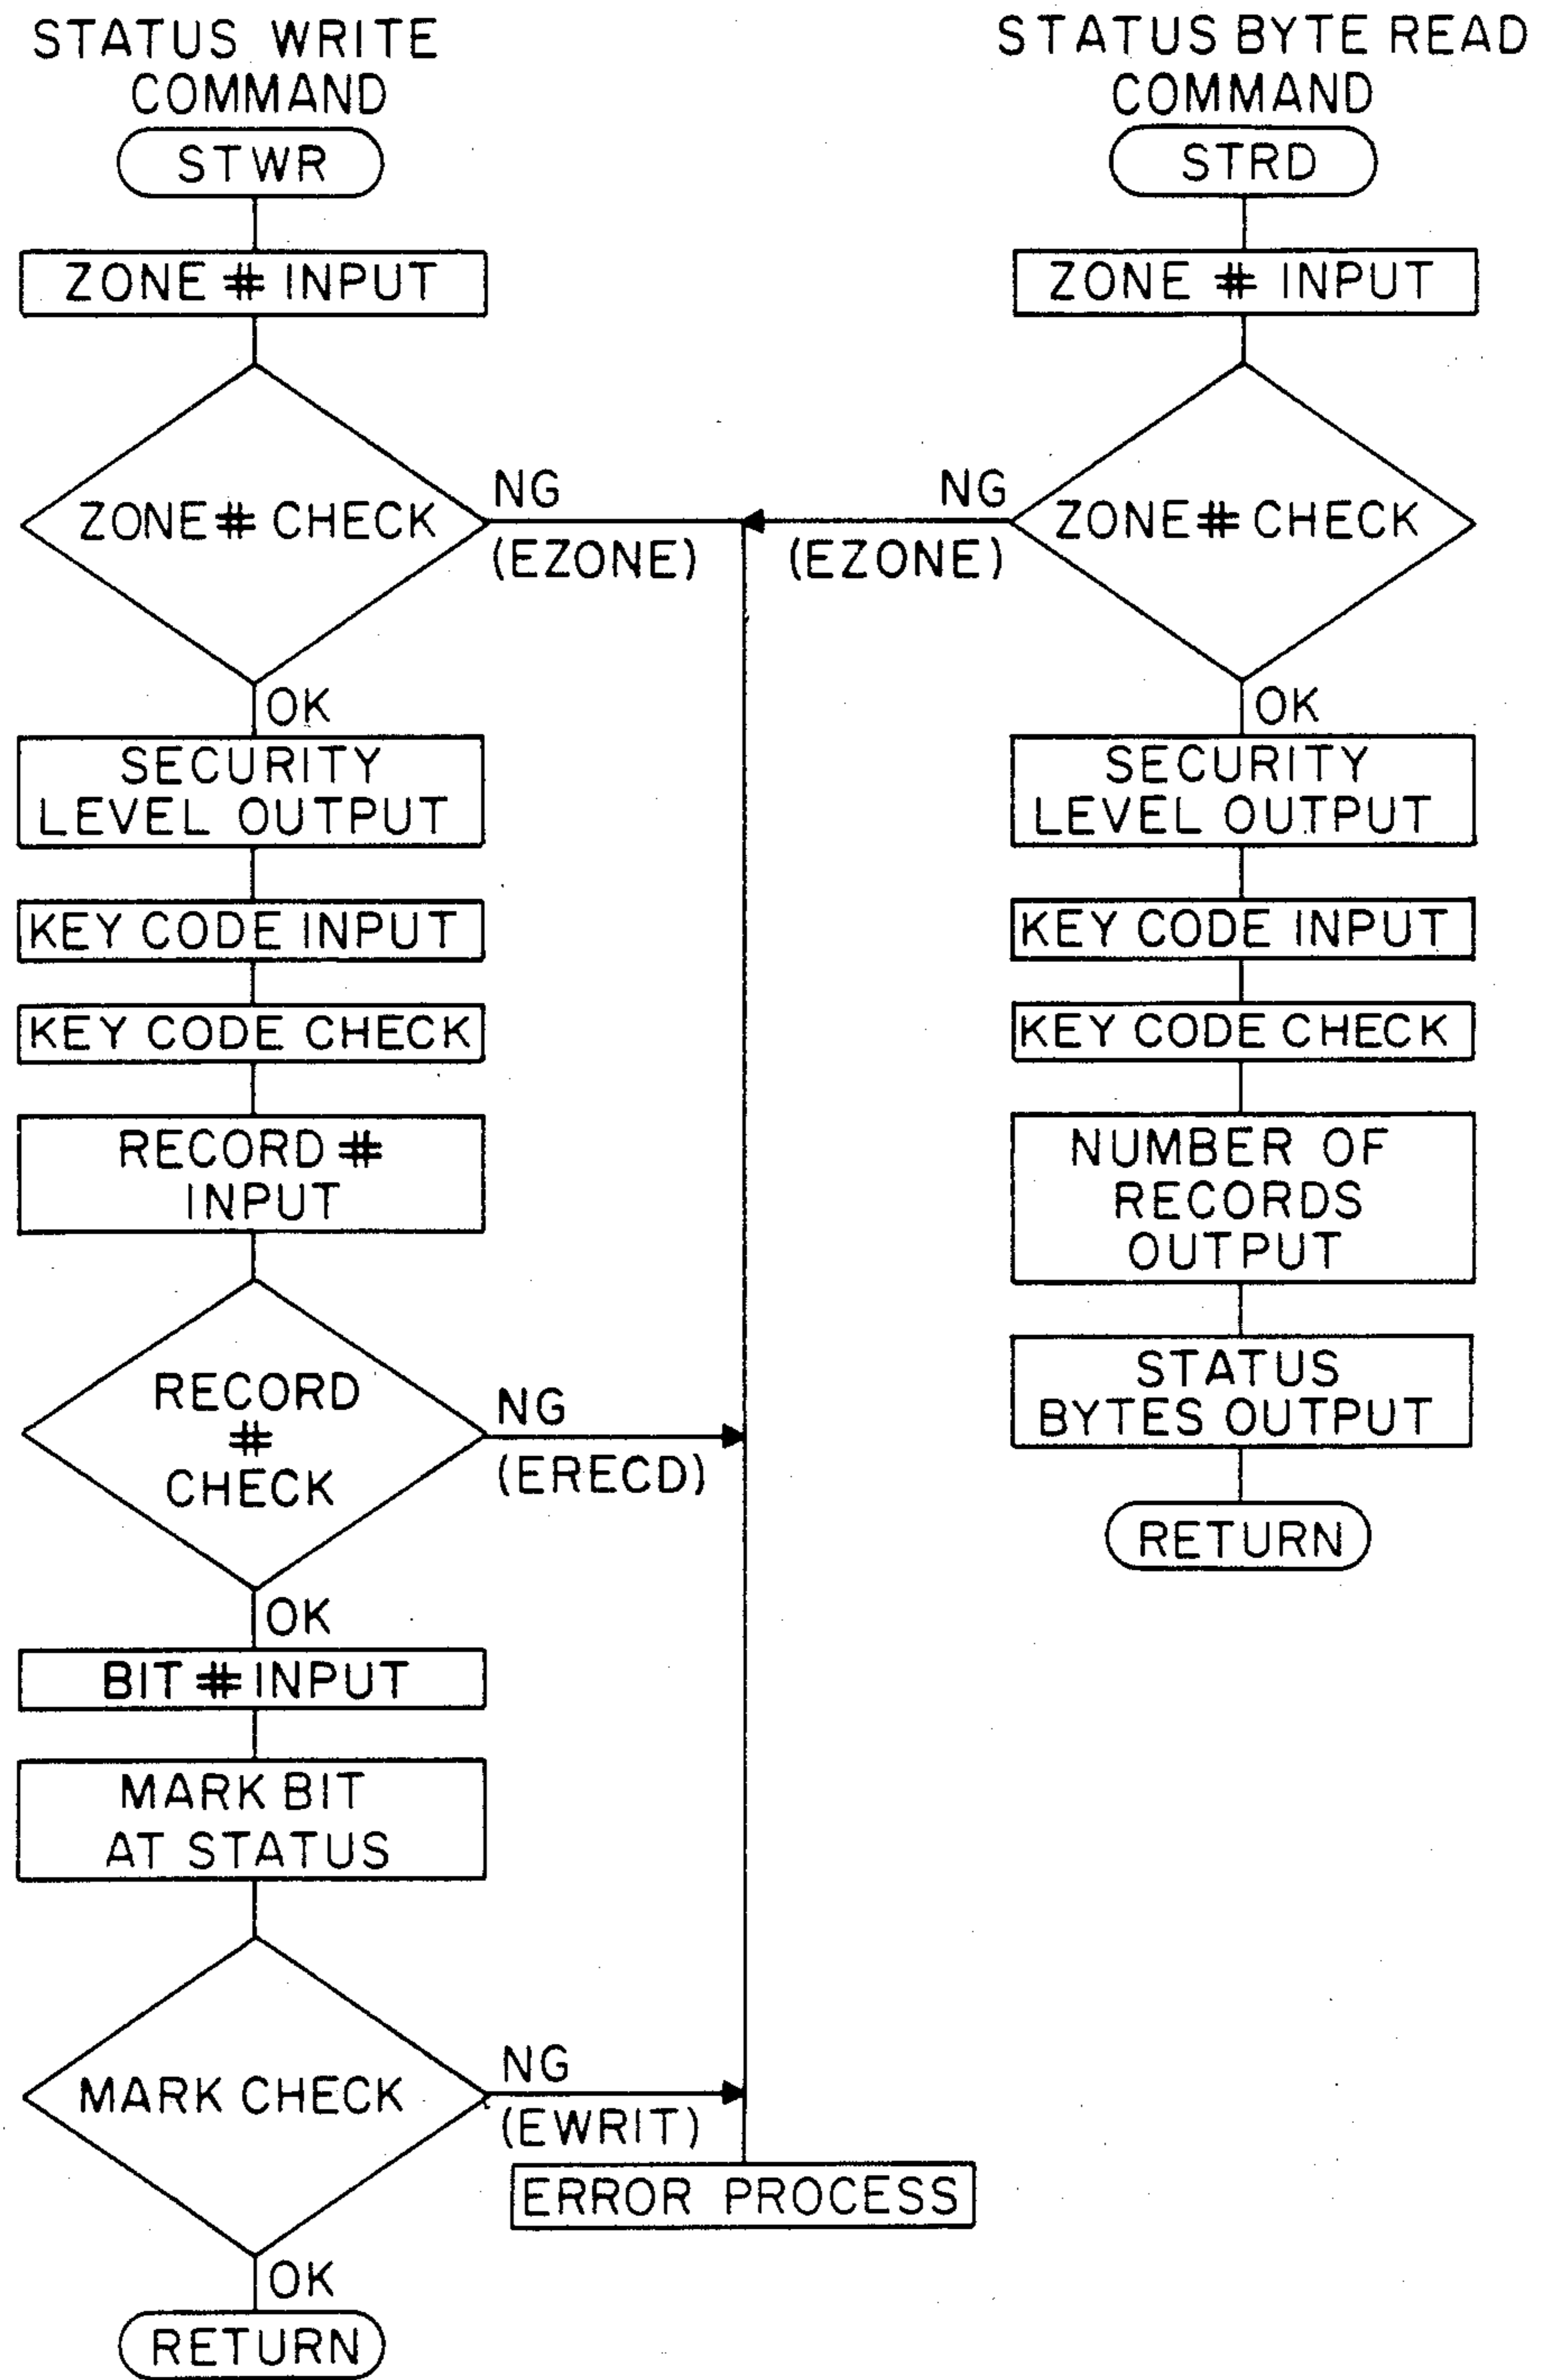 STATUS WRITE
COMMAND
STWR
ZONE # INPUT
ZONE # CHECK
NG
(EZONE)
OK
SECURITY
LEVEL OUTPUT
KEY CODE INPUT
KEY CODE CHECK
RECORD #
INPUT
RECORD
#
CHECK
NG
(ERECD)
OK
BIT # INPUT
MARK BIT
AT STATUS
MARK CHECK
NG
(EWRIT)
ERROR PROCESS
OK
RETURN
STATUS BYTE READ
COMMAND
STRD
ZONE # INPUT
ZONE # CHECK
NG
(EZONE)
OK
SECURITY
LEVEL OUTPUT
KEY CODE INPUT
KEY CODE CHECK
NUMBER OF
RECORDS
OUTPUT
STATUS
BYTES OUTPUT
RETURN